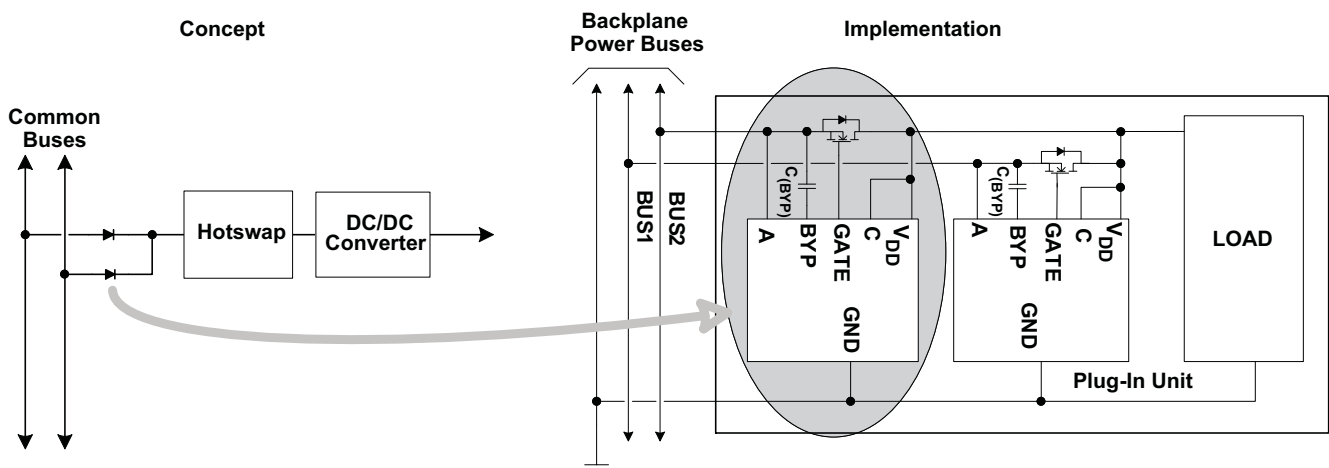 Concept
Backplane
Power Buses
Implementation
Common
Buses
Hotswap
DC/DC
Converter
BUS1
BUS2
C(BYP)
A
BYP
GATE
C
VDD
GND
C(BYP)
A
BYP
GATE
C
VDD
GND
LOAD
Plug-In Unit